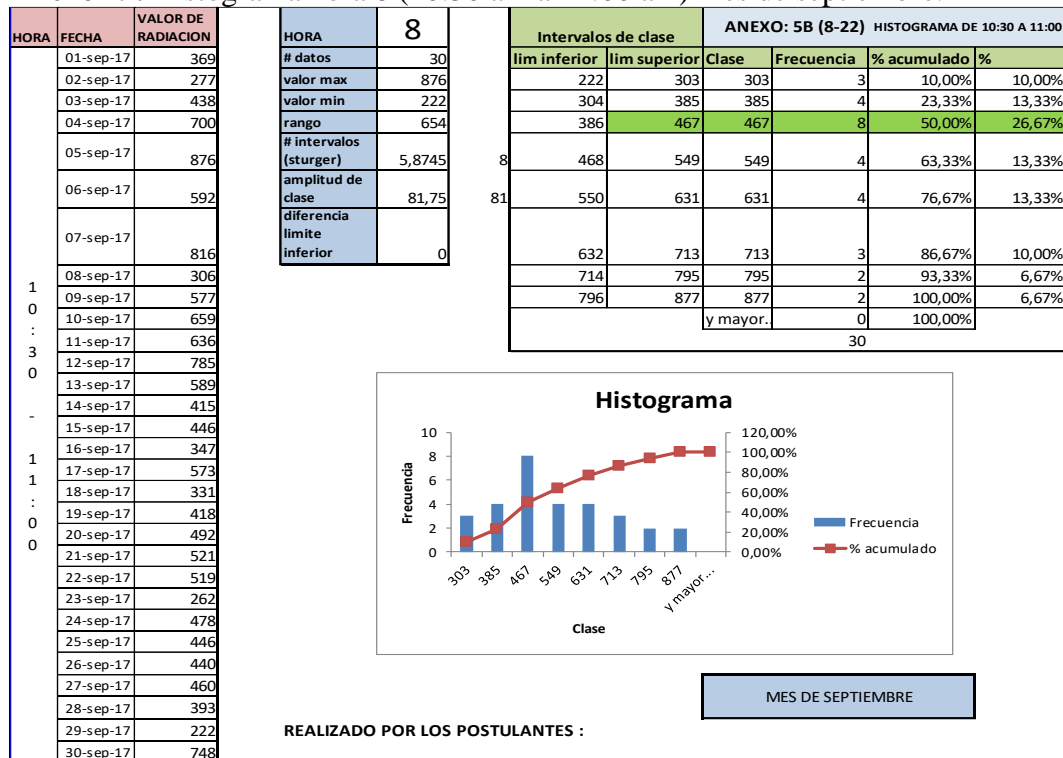 histograma hora 8 (10:30 a.m a 11:00 a.m) mes de septiembre.
HORA FECHA VALOR DE RADIACION
01-sep-17 369
02-sep-17 277
03-sep-17 438
04-sep-17 700
05-sep-17 876
06-sep-17 592
07-sep-17 816
08-sep-17 306
09-sep-17 577
10-sep-17 659
11-sep-17 636
12-sep-17 785
13-sep-17 589
14-sep-17 415
15-sep-17 446
16-sep-17 347
17-sep-17 573
18-sep-17 331
19-sep-17 418
20-sep-17 492
21-sep-17 521
22-sep-17 519
23-sep-17 262
24-sep-17 478
25-sep-17 446
26-sep-17 440
27-sep-17 460
28-sep-17 393
29-sep-17 222
30-sep-17 748
10:30 - 11:00
HORA 8
# datos 30
valor max 876
valor min 222
rango 654
# intervalos (sturger) 5,8745 8
amplitud de clase 81,75 81
diferencia limite inferior 0
Intervalos de clase ANEXO: 5B (8-22) HISTOGRAMA DE 10:30 A 11:00
lim inferior lim superior Clase Frecuencia % acumulado %
222 303 303 3 10,00% 10,00%
304 385 385 4 23,33% 13,33%
386 467 467 8 50,00% 26,67%
468 549 549 4 63,33% 13,33%
550 631 631 4 76,67% 13,33%
632 713 713 3 86,67% 10,00%
714 795 795 2 93,33% 6,67%
796 877 877 2 100,00% 6,67%
y mayor.. 0 100,00%
30
Histograma
Frecuencia
10
8
6
4
2
0
120,00%
100,00%
80,00%
60,00%
40,00%
20,00%
0,00%
303 385 467 549 631 713 795 877 y mayor...
Clase
Frecuencia
% acumulado
MES DE SEPTIEMBRE
REALIZADO POR LOS POSTULANTES :